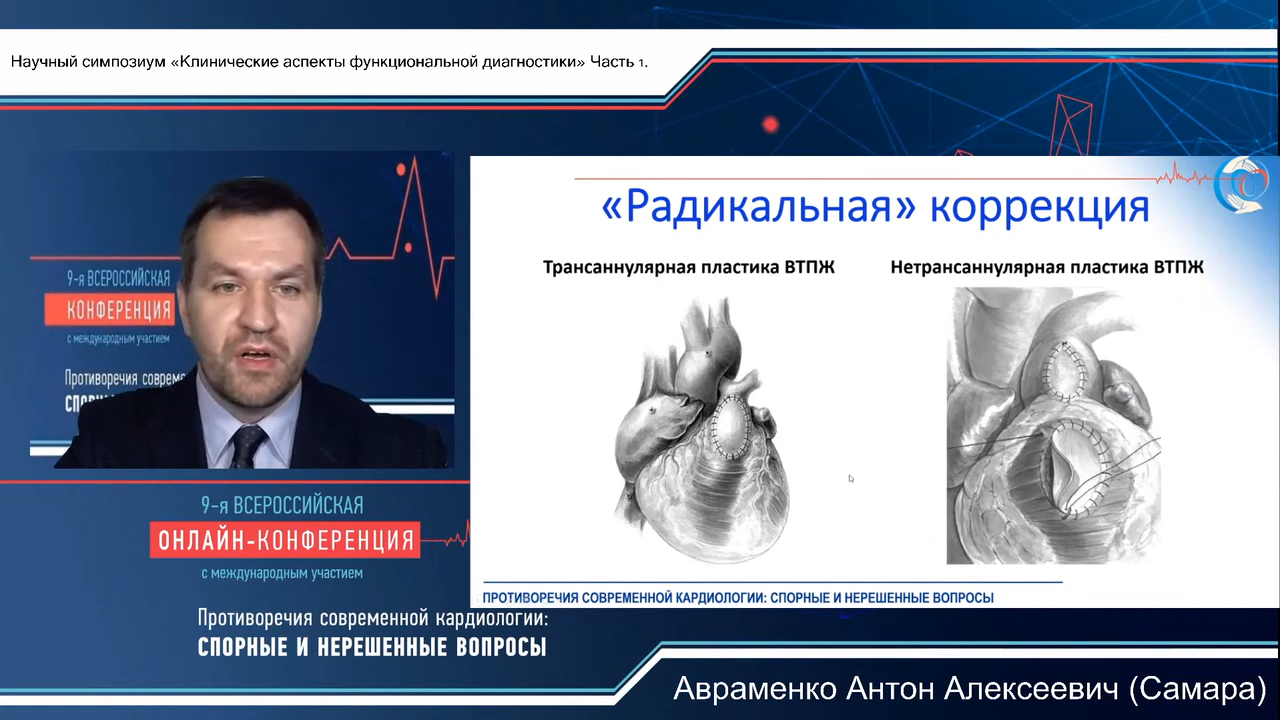 Научный симпозиум «Клинические аспекты функциональной диагностики» Часть 1.
9-я ВСЕРОССИЙСКАЯ
КОНФЕРЕНЦИЯ
с международным участием
Противоречия совреме
«Радикальная» коррекция
Трансаннулярная пластика ВТПЖ
Нетрансаннулярная пластика ВТПЖ
ПРОТИВОРЕЧИЯ СОВРЕМЕННОЙ КАРДИОЛОГИИ: СПОРНЫЕ И НЕРЕШЕННЫЕ ВОПРОСЫ
9-я ВСЕРОССИЙСКАЯ
ОНЛАЙН-КОНФЕРЕНЦИЯ
с международным участием
Противоречия современной кардиологии:
СПОРНЫЕ И НЕРЕШЕННЫЕ ВОПРОСЫ
Авраменко Антон Алексеевич (Самара)